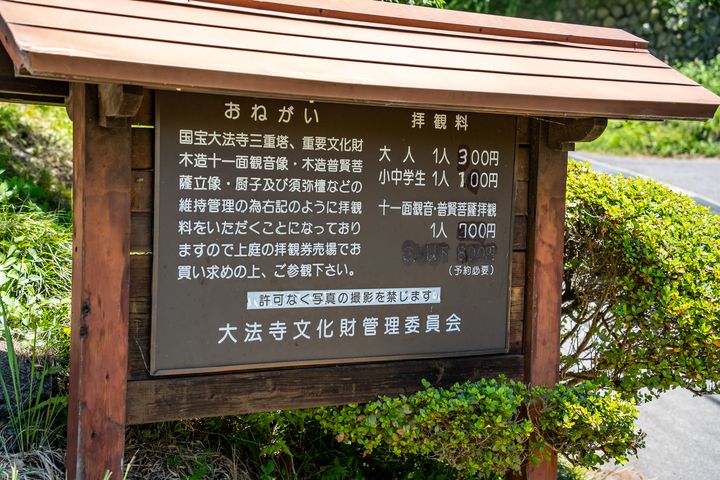 おねがい
国宝大法寺三重塔、重要文化財
木造十一面観音像・木造普賢菩
薩立像・厨子及び須弥檀などの
維持管理の為右記のように拝観
料をいただくことになっており
ますので上庭の拝観券売場でお
買い求めの上、ご参観下さい。
拝観料
大人 1人 300円
小中学生 1人 100円
十一面観音・普賢菩薩拝観
1人 700円
(予約必要)
許可なく写真の撮影を禁じます
大法寺文化財管理委員会